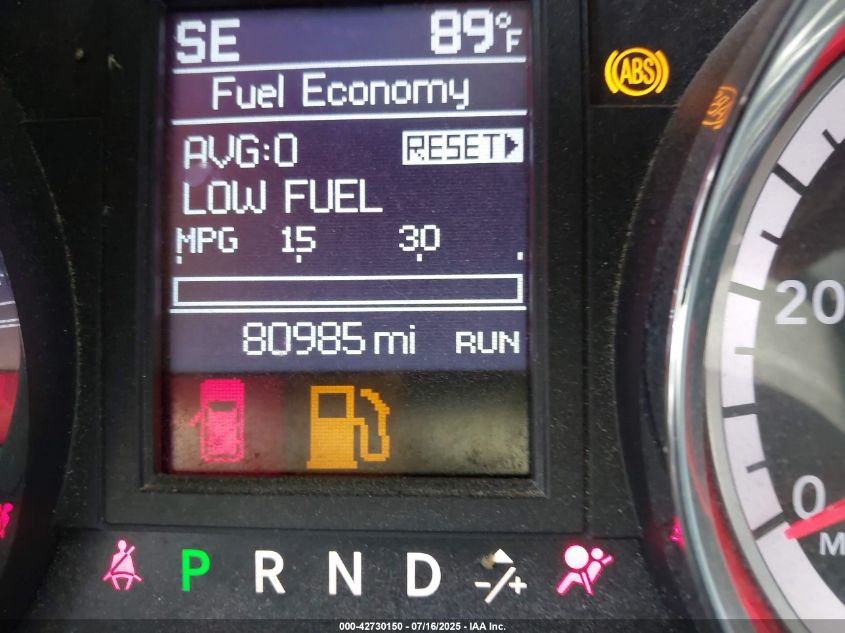 SE 89°F
ABS
Fuel Economy
AVG:0 RESET
LOW FUEL
MPG 15 30
80985 mi RUN
20
0
M
P R N D -/+
000-42730150 - 07/16/2025 - IAA Inc.